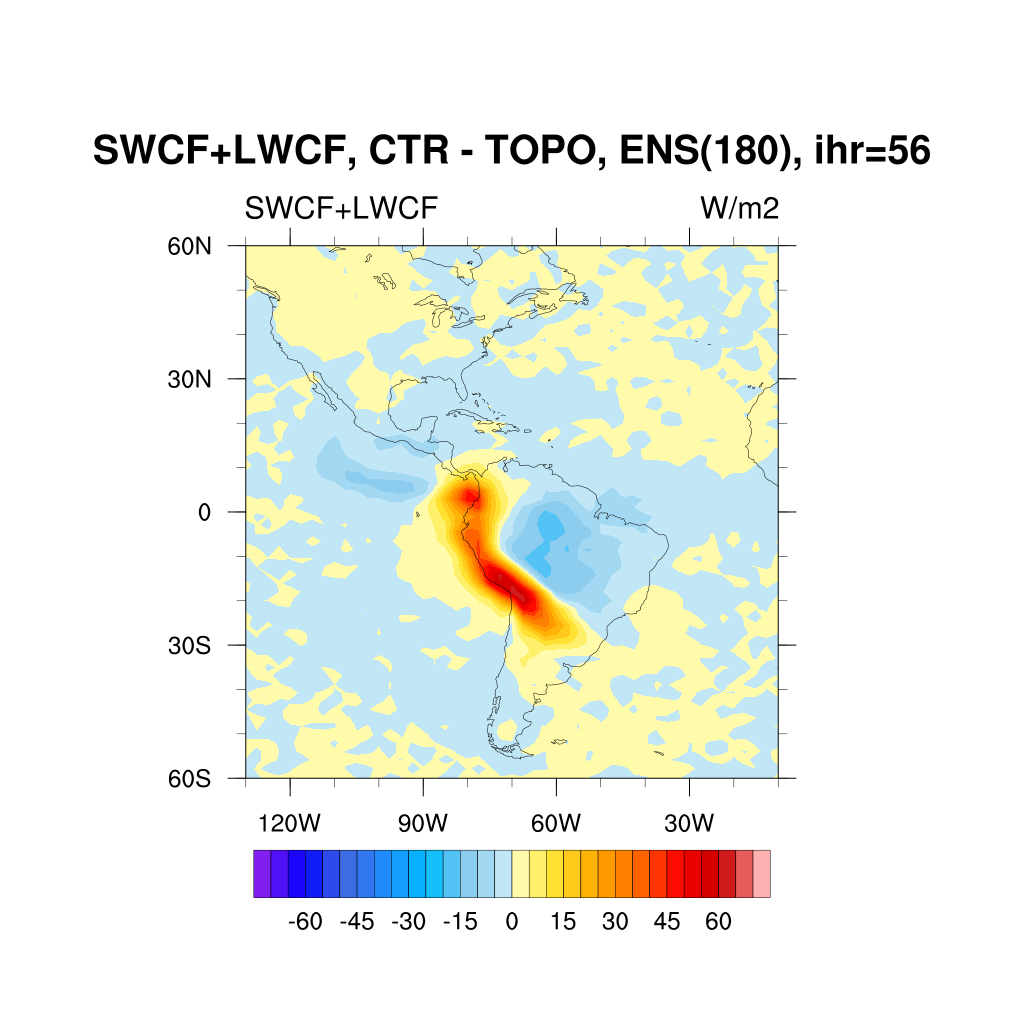 SWCF+LWCF, CTR - TOPO, ENS(180), ihr=56
SWCF+LWCF W/m2
60N
30N
0
30S
60S
120W 90W 60W 30W
-60 -45 -30 -15 0 15 30 45 60